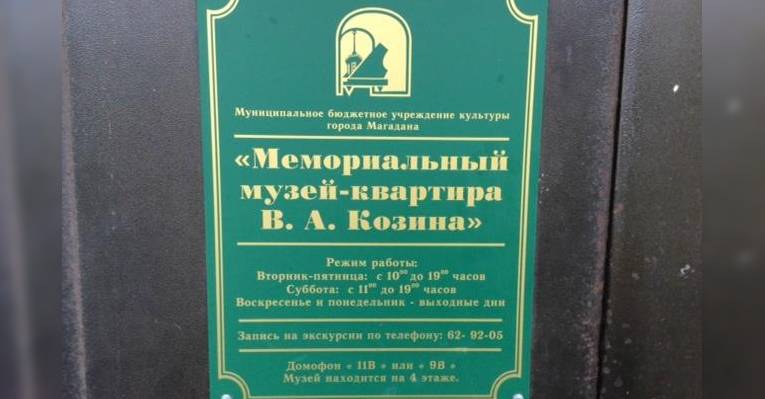 Муниципальное бюджетное учреждение культуры
города Магадана
«Мемориальный
музей-квартира
В. А. Козина»
Режим работы:
Вторник-пятница: с 10⁰⁰ до 19⁰⁰ часов
Суббота: с 11⁰⁰ до 19⁰⁰ часов
Воскресенье и понедельник - выходные дни
Запись на экскурсии по телефону: 62- 92-05
Домофон « 11В » или « 9В »
Музей находится на 4 этаже.